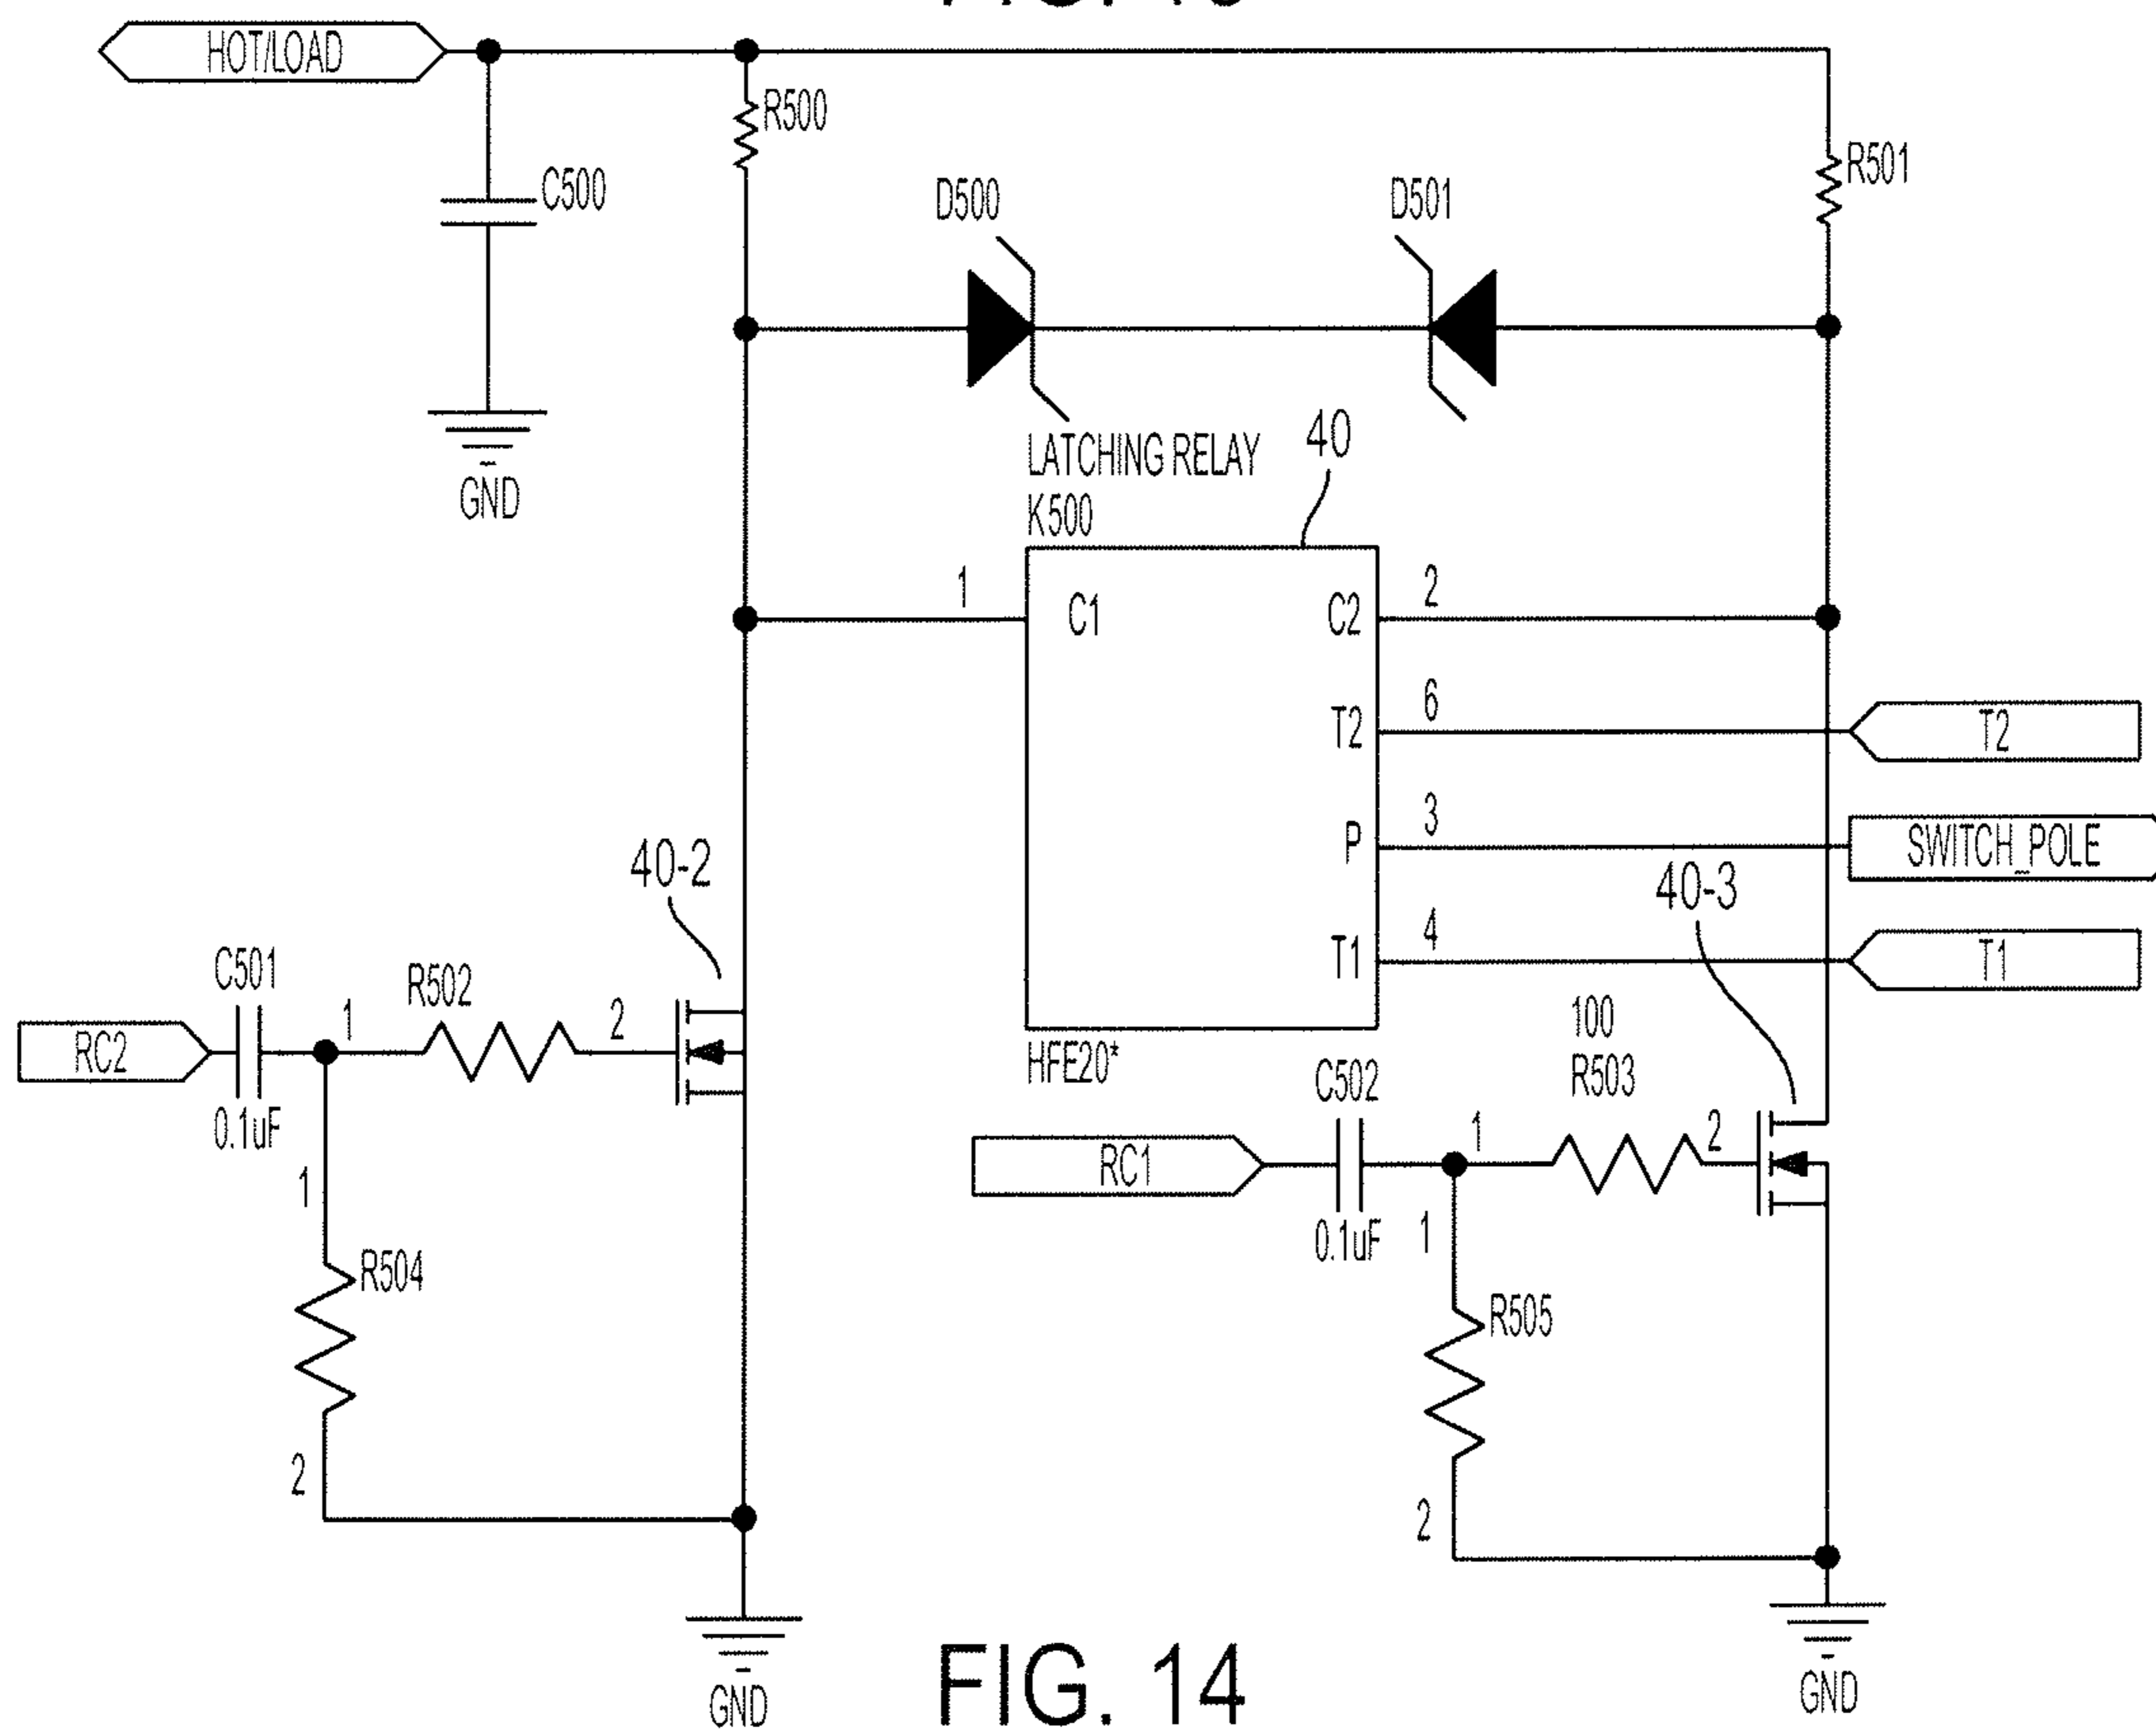 HOT/LOAD
R500
C500
R501
D500
D501
GND
LATCHING RELAY
K500
40
1
C1
C2
2
T2
6
T2
P
3
SWITCH_POLE
T1
4
T1
HFE20*
40-2
40-3
C501
RC2
0.1uF
1
R502
2
1
R504
2
GND
100
R503
C502
RC1
0.1uF
1
2
1
R505
2
GND
FIG. 14